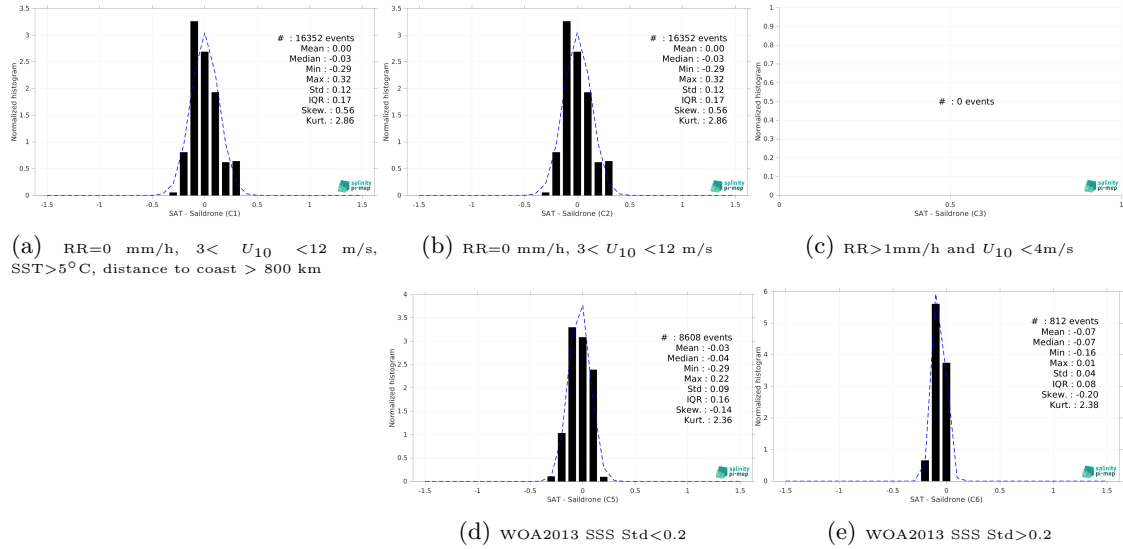 3.5
3
2.5
2
1.5
1
0.5
0
Normalized histogram
# : 16352 events
Mean : 0.00
Median : -0.03
Min : -0.29
Max : 0.32
Std : 0.12
IQR : 0.17
Skew. : 0.56
Kurt. : 2.86
salinity
pi-mep
-1.5 -1 -0.5 0 0.5 1 1.5
SAT - Saildrone (C1)
(a) RR=0 mm/h, 3< U10 <12 m/s,
SST>5°C, distance to coast > 800 km
3.5
3
2.5
2
1.5
1
0.5
0
Normalized histogram
# : 16352 events
Mean : 0.00
Median : -0.03
Min : -0.29
Max : 0.32
Std : 0.12
IQR : 0.17
Skew. : 0.56
Kurt. : 2.86
salinity
pi-mep
-1.5 -1 -0.5 0 0.5 1 1.5
SAT - Saildrone (C2)
(b) RR=0 mm/h, 3< U10 <12 m/s
1
0.9
0.8
0.7
0.6
0.5
0.4
0.3
0.2
0.1
0
Normalized histogram
# : 0 events
salinity
pi-mep
0 0.5 1
SAT - Saildrone (C3)
(c) RR>1mm/h and U10 <4m/s
4
3.5
3
2.5
2
1.5
1
0.5
0
Normalized histogram
# : 8608 events
Mean : -0.03
Median : -0.04
Min : -0.29
Max : 0.22
Std : 0.09
IQR : 0.16
Skew. : -0.14
Kurt. : 2.36
salinity
pi-mep
-1.5 -1 -0.5 0 0.5 1 1.5
SAT - Saildrone (C5)
(d) WOA2013 SSS Std<0.2
6
5
4
3
2
1
0
Normalized histogram
# : 812 events
Mean : -0.07
Median : -0.07
Min : -0.16
Max : 0.01
Std : 0.04
IQR : 0.08
Skew. : -0.20
Kurt. : 2.38
salinity
pi-mep
-1.5 -1 -0.5 0 0.5 1 1.5
SAT - Saildrone (C6)
(e) WOA2013 SSS Std>0.2